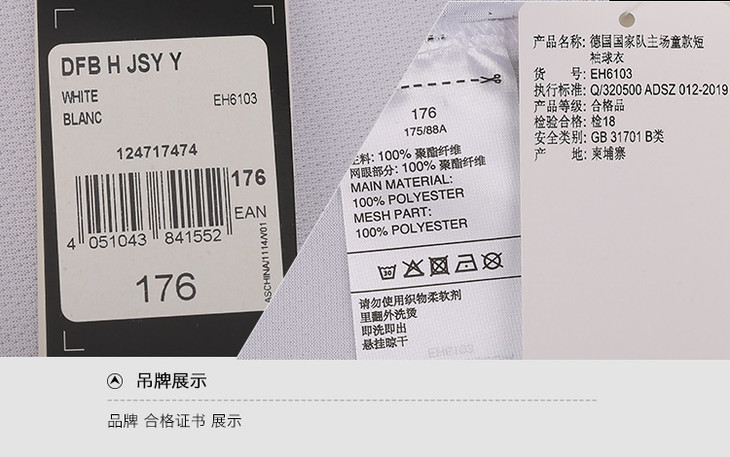 DFB H JSY Y
WHITE
BLANC
EH6103
124717474
176
EAN
4 051043 841552
176
ASCHINA/1114/V01
176
175/88A
主料: 100% 聚酯纤维
网眼部分: 100% 聚酯纤维
MAIN MATERIAL:
100% POLYESTER
MESH PART:
100% POLYESTER
30
请勿使用织物柔软剂
里翻外洗烫
即洗即出
悬挂晾干
EH6103
产品名称: 德国国家队主场童款短
袖球衣
货 号: EH6103
执行标准: Q/320500 ADSZ 012-2019
产品等级: 合格品
检验合格: 检18
安全类别: GB 31701 B类
产 地: 柬埔寨
吊牌展示
品牌 合格证书 展示